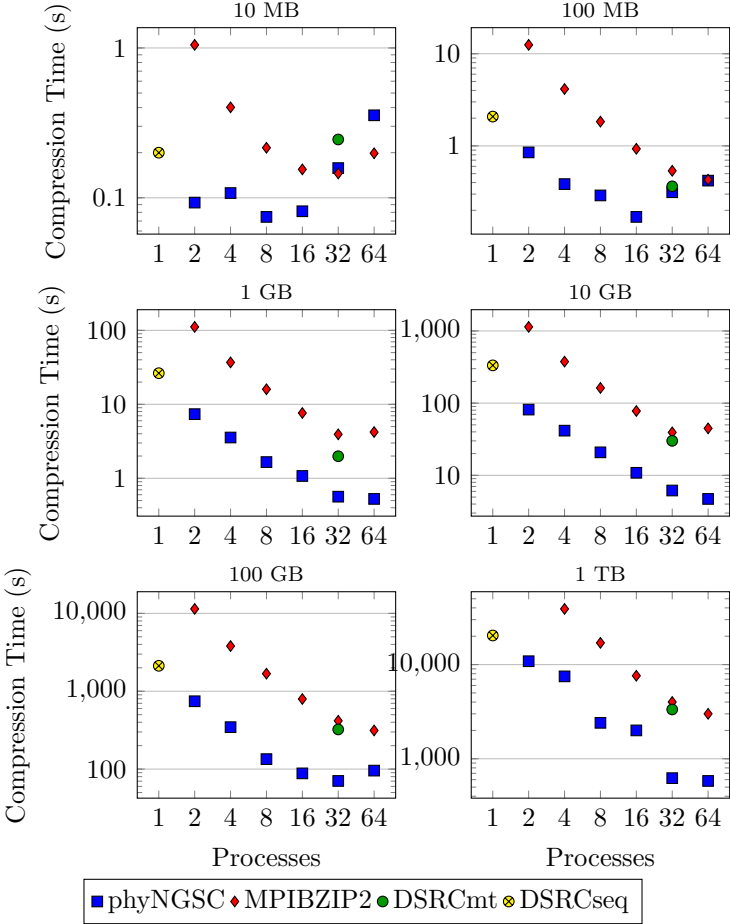 10 MB
100 MB
Compression Time (s)
1
0.1
10
1
1 2 4 8 16 32 64
1 2 4 8 16 32 64
1 GB
10 GB
Compression Time (s)
100
10
1
1,000
100
10
1 2 4 8 16 32 64
1 2 4 8 16 32 64
100 GB
1 TB
Compression Time (s)
10,000
1,000
100
10,000
1,000
1 2 4 8 16 32 64
1 2 4 8 16 32 64
Processes
Processes
phyNGSC MPIBZIP2 DSRCmt DSRCseq